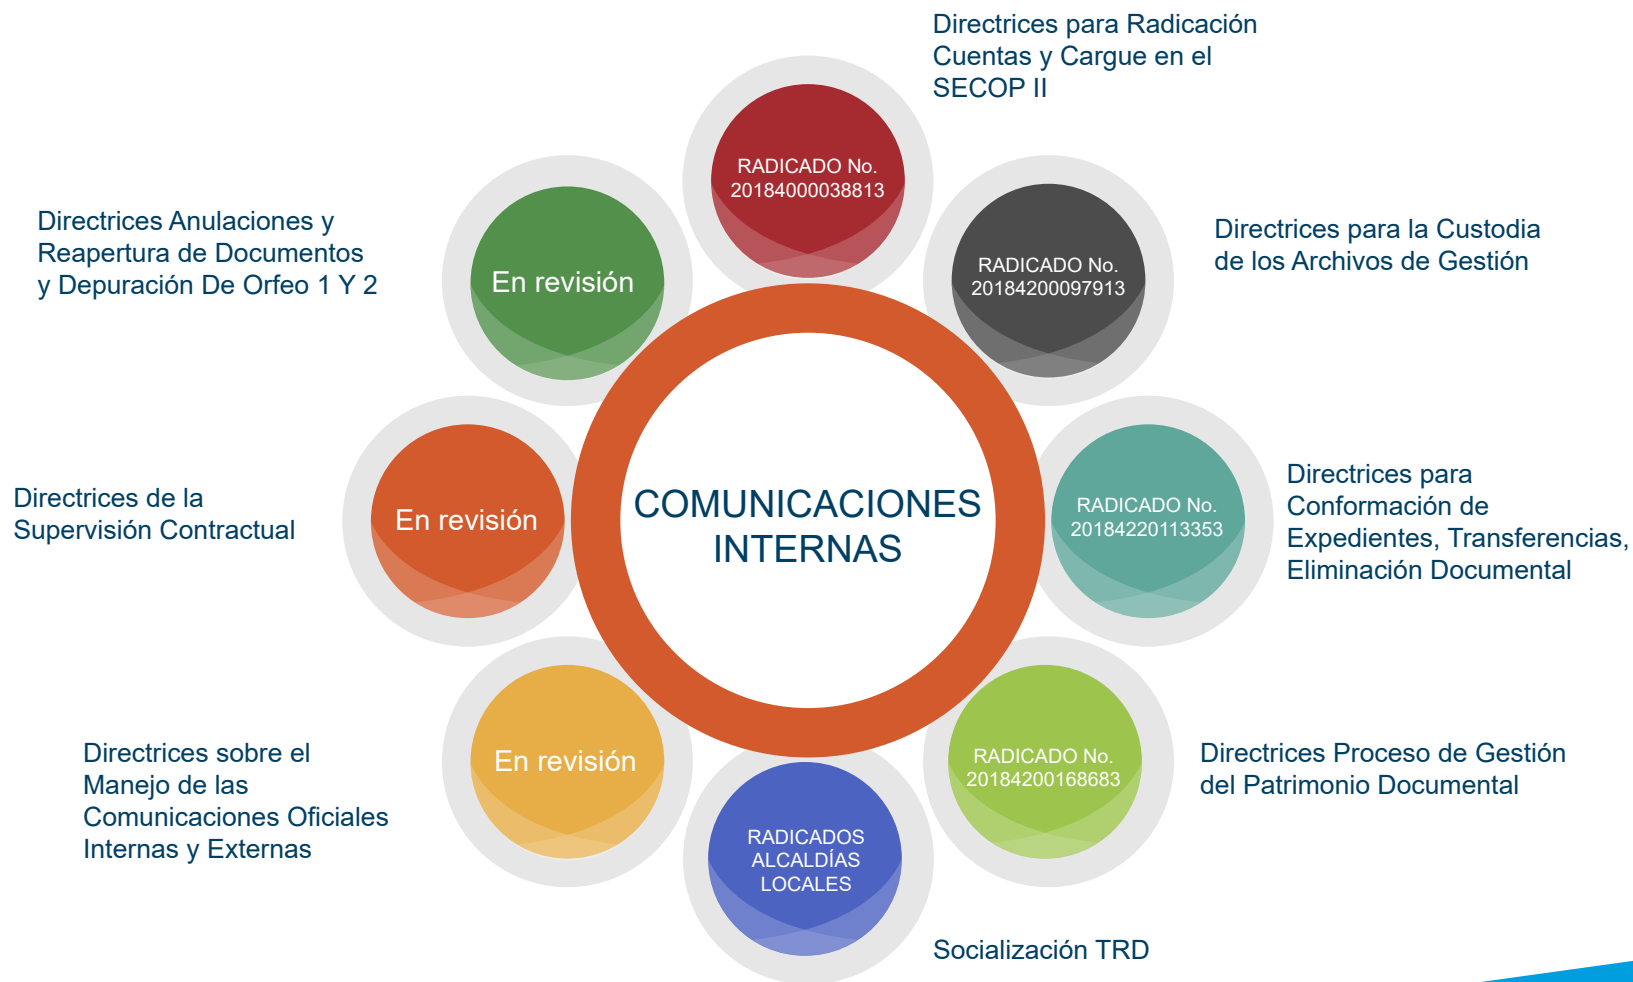 Directrices para Radicación
Cuentas y Cargue en el
SECOP II
RADICADO No.
20184000038813
Directrices para la Custodia
de los Archivos de Gestión
RADICADO No.
20184200097913
Directrices para
Conformación de
Expedientes, Transferencias,
Eliminación Documental
RADICADO No.
20184220113353
Directrices Proceso de Gestión
del Patrimonio Documental
RADICADO No.
20184200168683
Socialización TRD
RADICADOS
ALCALDÍAS
LOCALES
Directrices sobre el
Manejo de las
Comunicaciones Oficiales
Internas y Externas
En revisión
Directrices de la
Supervisión Contractual
En revisión
Directrices Anulaciones y
Reapertura de Documentos
y Depuración De Orfeo 1 Y 2
En revisión
COMUNICACIONES
INTERNAS